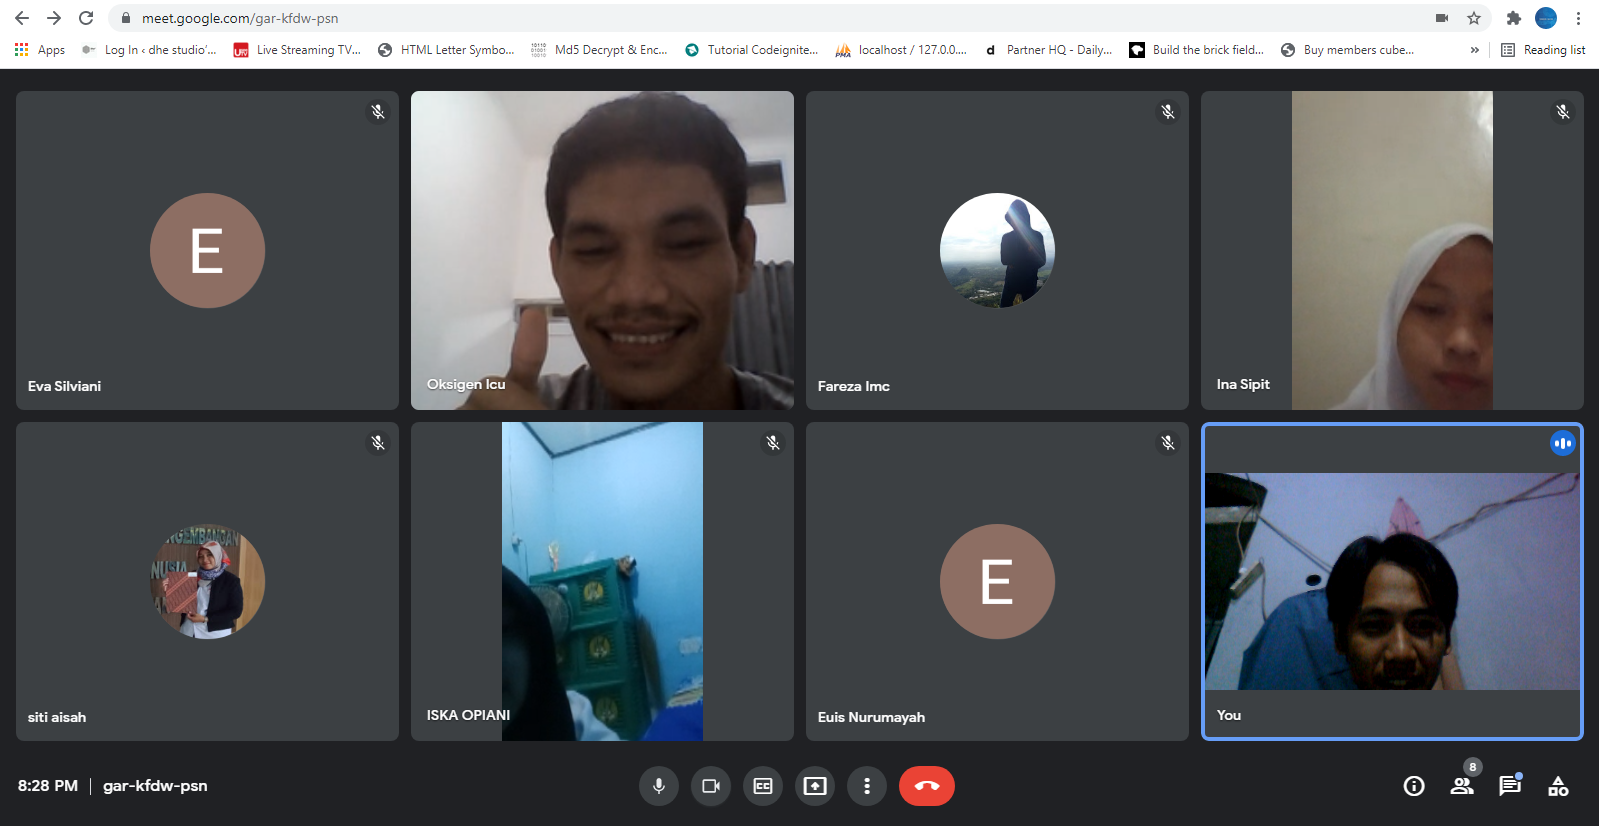 meet.google.com/gar-kfdw-psn
Apps
Log In ‹ dhe studio'...
Live Streaming TV...
HTML Letter Symbo...
Md5 Decrypt & Enc...
Tutorial Codeignite...
localhost / 127.0.0....
Partner HQ - Daily...
Build the brick field...
Buy members cube...
»
Reading list
E
Eva Silviani
Oksigen Icu
Fareza Imc
Ina Sipit
NGEMBANGAN
NUSIA
siti aisah
ISKA OPIANI
E
Euis Nurumayah
You
8:28 PM | gar-kfdw-psn
CC
8